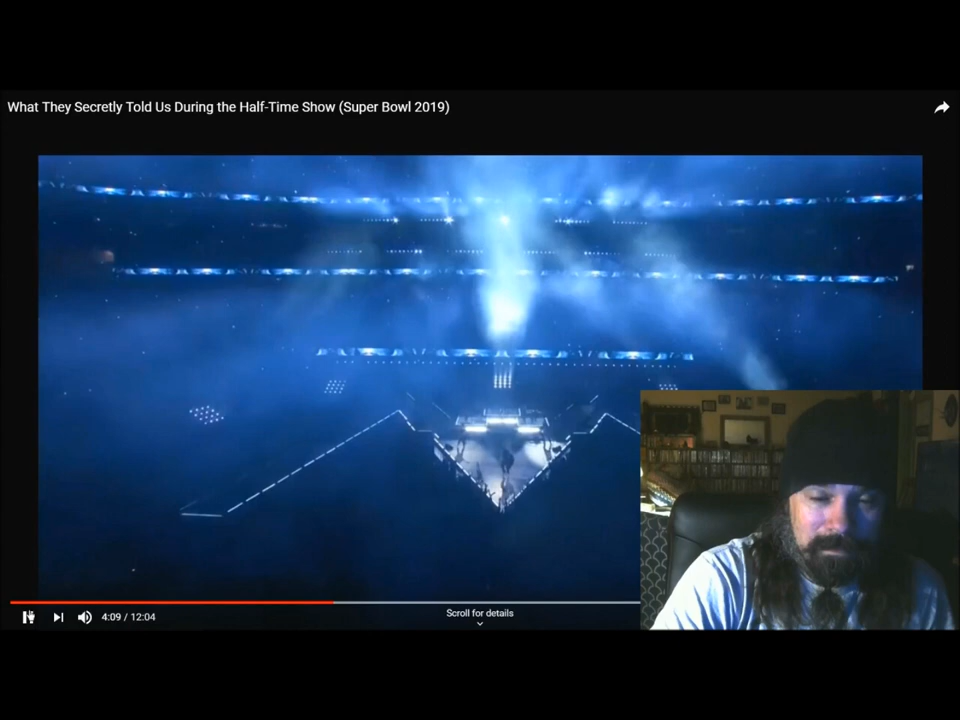 What They Secretly Told Us During the Half-Time Show (Super Bowl 2019)
4:09 / 12:04
Scroll for details